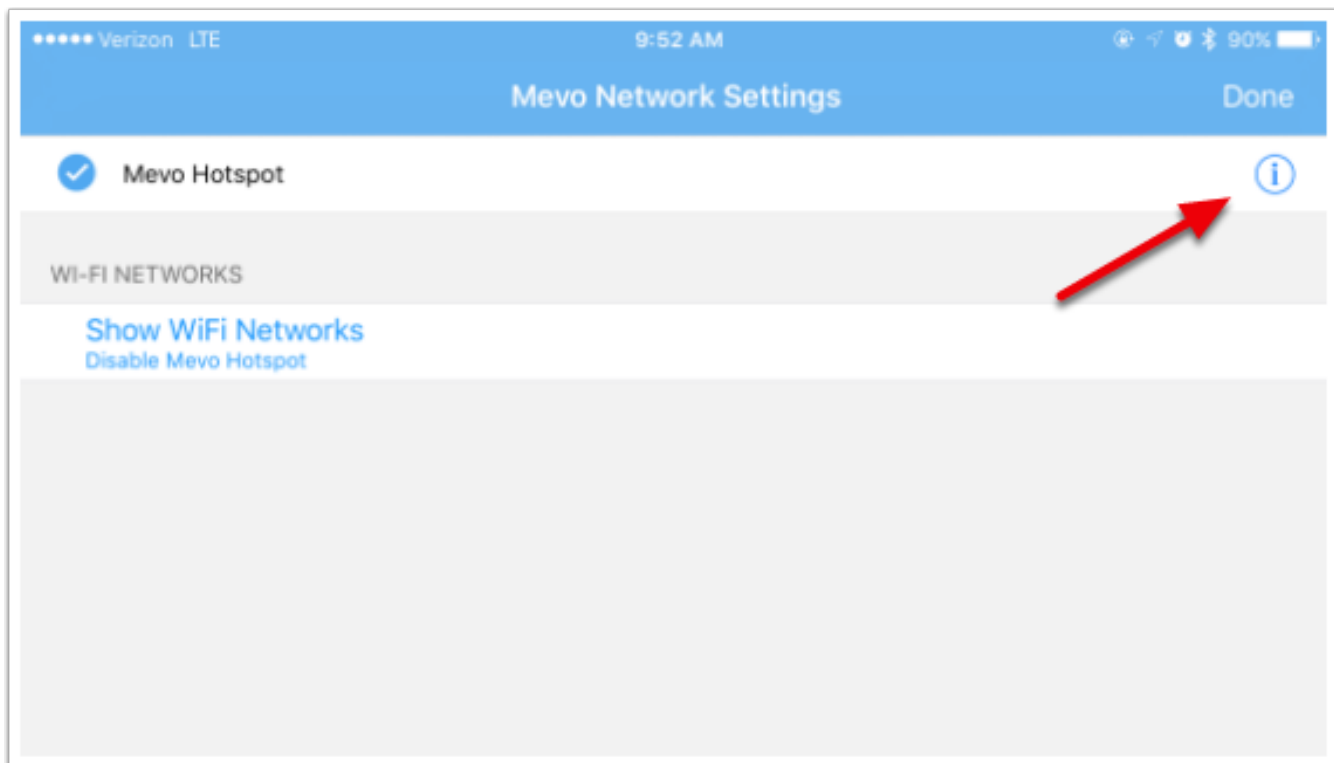 Verizon LTE 9:52 AM 90%
Mevo Network Settings Done
Mevo Hotspot
WI-FI NETWORKS
Show WiFi Networks
Disable Mevo Hotspot